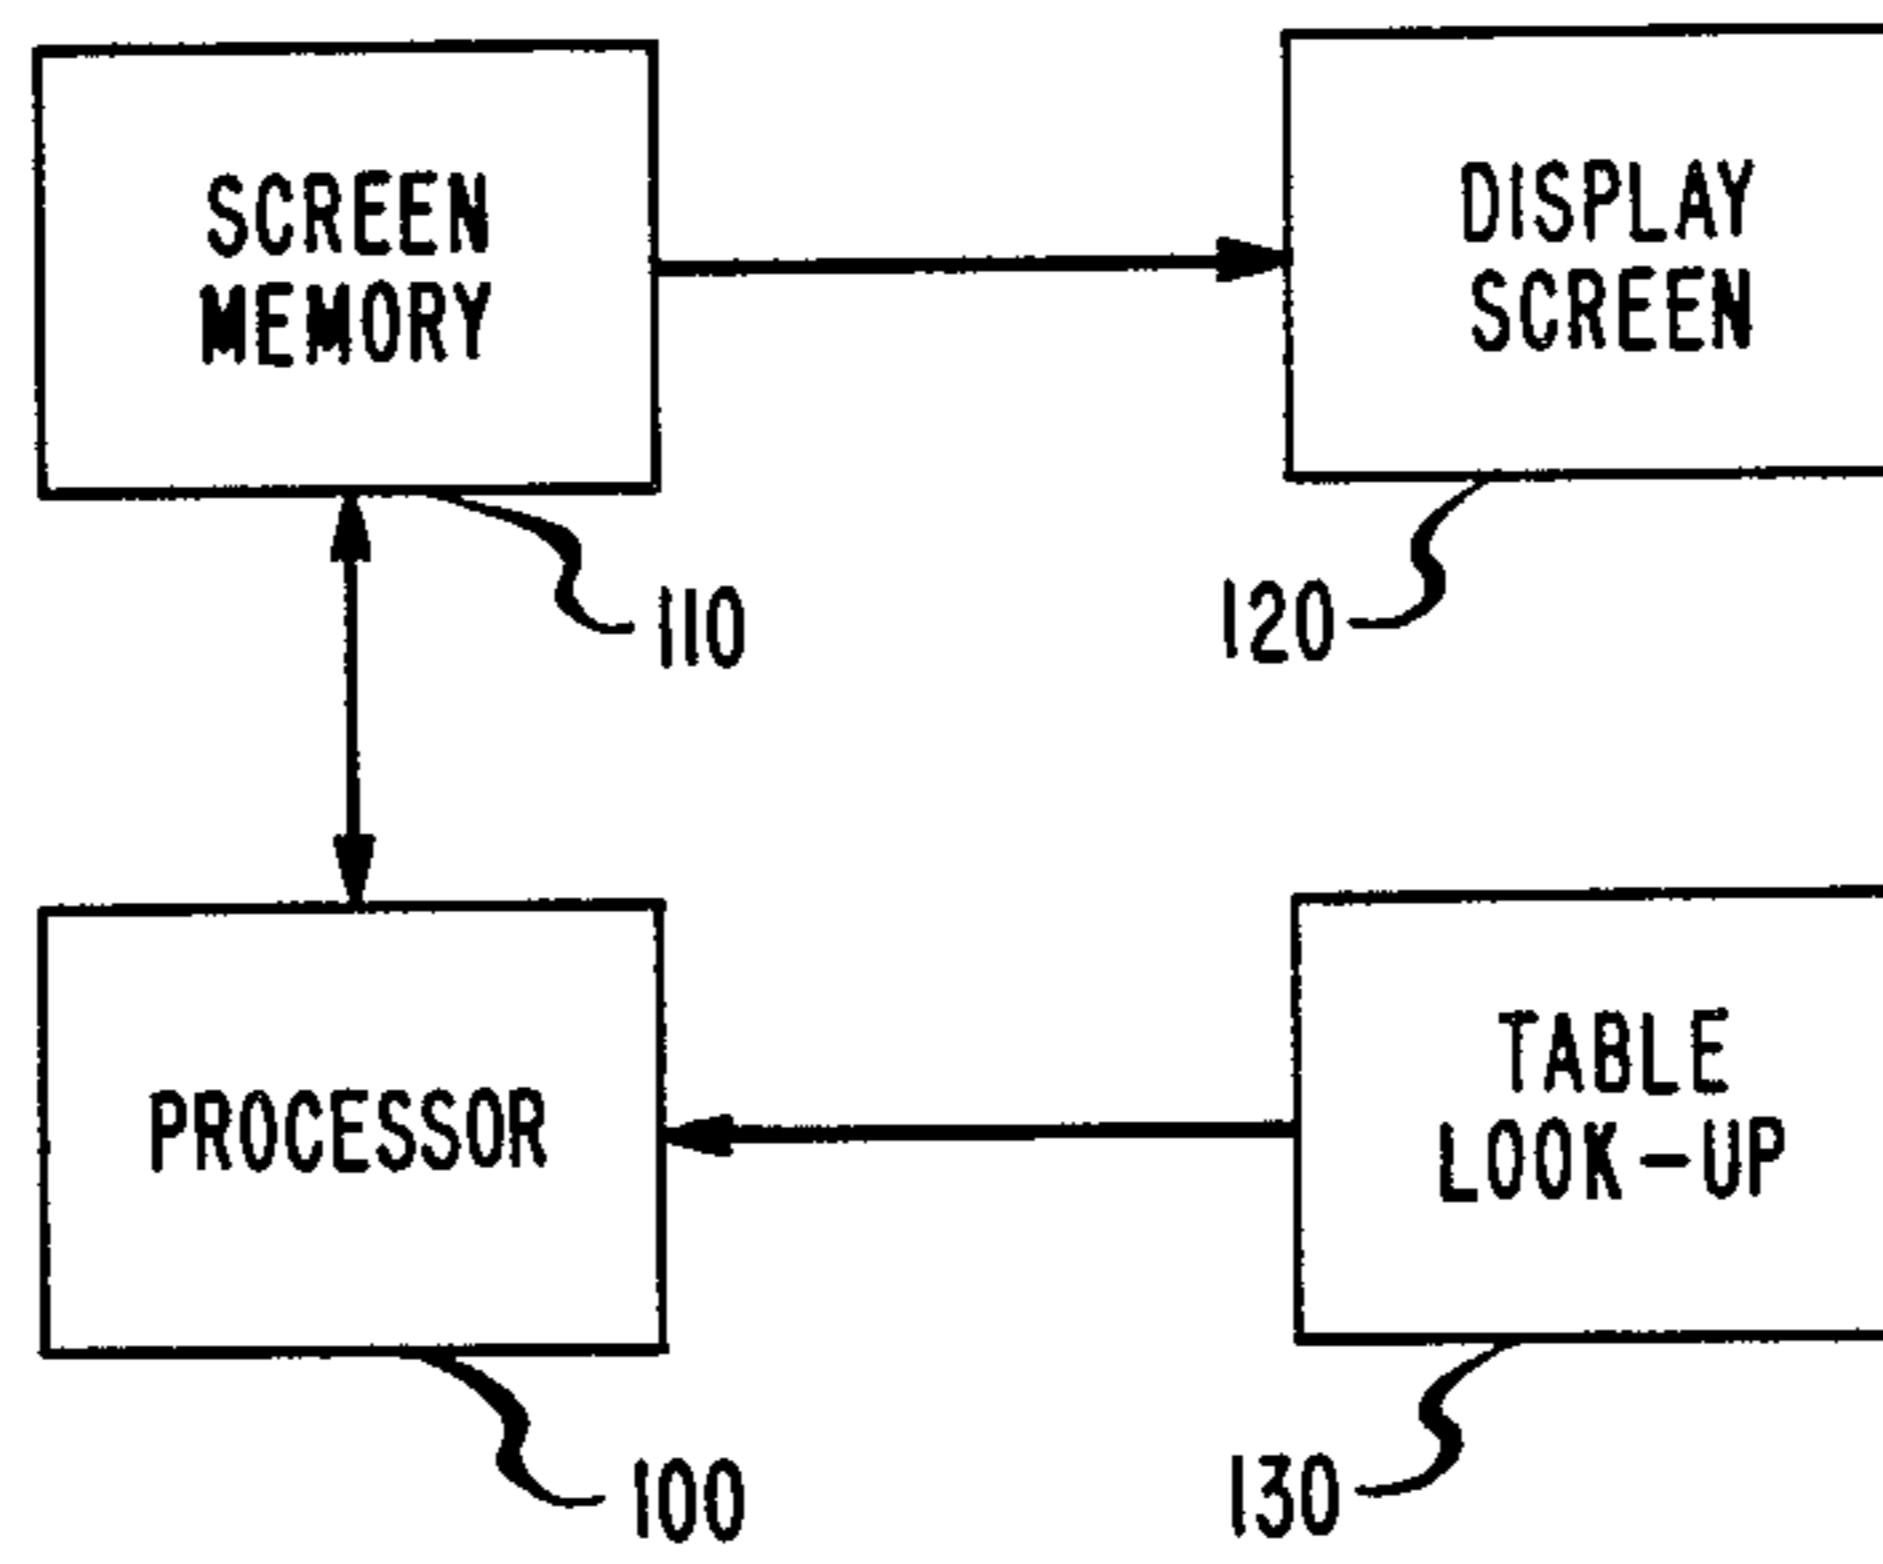 SCREEN
MEMORY
DISPLAY
SCREEN
110
120
PROCESSOR
TABLE
LOOK-UP
100
130